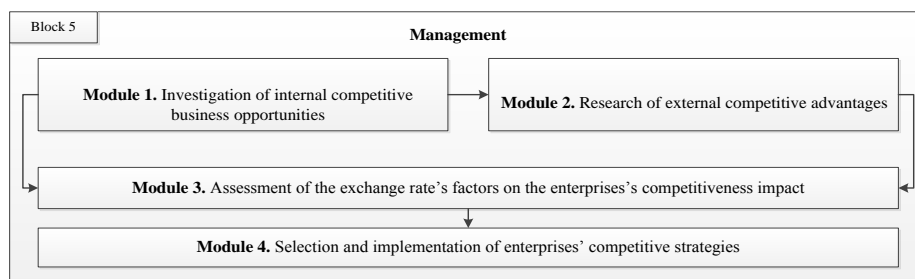 Block 5
Management
Module 1. Investigation of internal competitive
business opportunities
Module 2. Research of external competitive advantages
Module 3. Assessment of the exchange rate's factors on the enterprises's competitiveness impact
Module 4. Selection and implementation of enterprises' competitive strategies